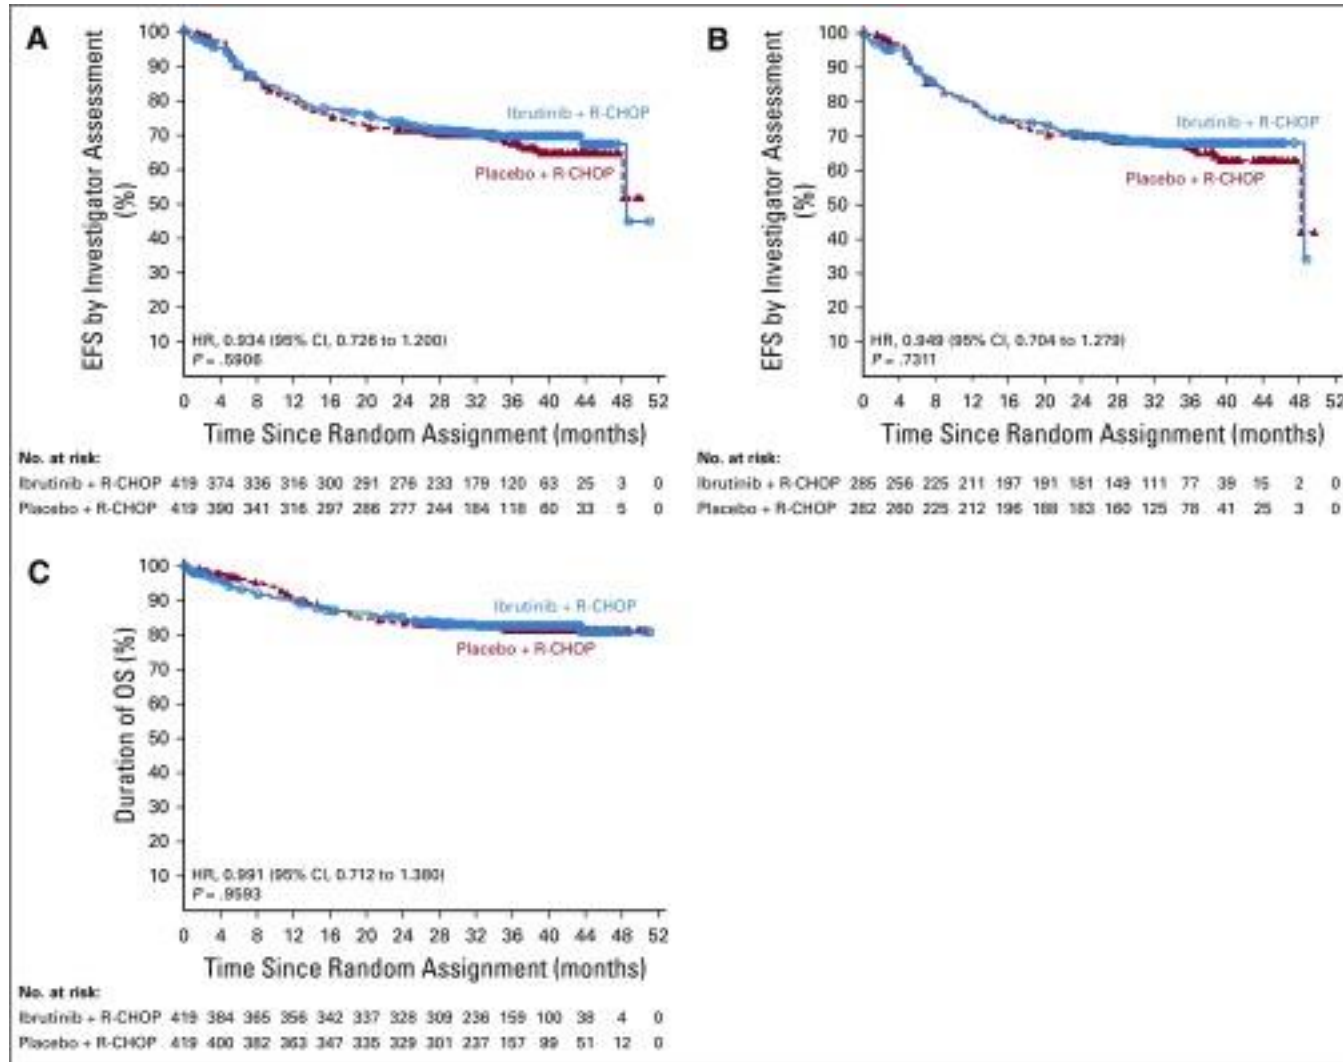 A
EFS by Investigator Assessment
(%)
100
90
80
70
60
50
40
30
20
10
Ibrutinib + R-CHOP
Placebo + R-CHOP
HR, 0.934 (95% CI, 0.726 to 1.200)
P = .5906
0 4 8 12 16 20 24 28 32 36 40 44 48 52
Time Since Random Assignment (months)
No. at risk:
Ibrutinib + R-CHOP 419 374 336 316 300 291 276 233 179 120 63 25 3 0
Placebo + R-CHOP 419 390 341 316 297 286 277 244 184 118 60 33 5 0
B
EFS by Investigator Assessment
(%)
100
90
80
70
60
50
40
30
20
10
Ibrutinib + R-CHOP
Placebo + R-CHOP
HR, 0.949 (95% CI, 0.704 to 1.279)
P = .7311
0 4 8 12 16 20 24 28 32 36 40 44 48 52
Time Since Random Assignment (months)
No. at risk:
Ibrutinib + R-CHOP 285 256 225 211 197 191 181 149 111 77 39 15 2 0
Placebo + R-CHOP 282 260 225 212 196 188 183 160 125 78 41 25 3 0
C
Duration of OS (%)
100
90
80
70
60
50
40
30
20
10
Ibrutinib + R-CHOP
Placebo + R-CHOP
HR, 0.991 (95% CI, 0.712 to 1.380)
P = .9593
0 4 8 12 16 20 24 28 32 36 40 44 48 52
Time Since Random Assignment (months)
No. at risk:
Ibrutinib + R-CHOP 419 384 365 356 342 337 328 309 236 159 100 38 4 0
Placebo + R-CHOP 419 400 382 363 347 335 329 301 237 157 99 51 12 0